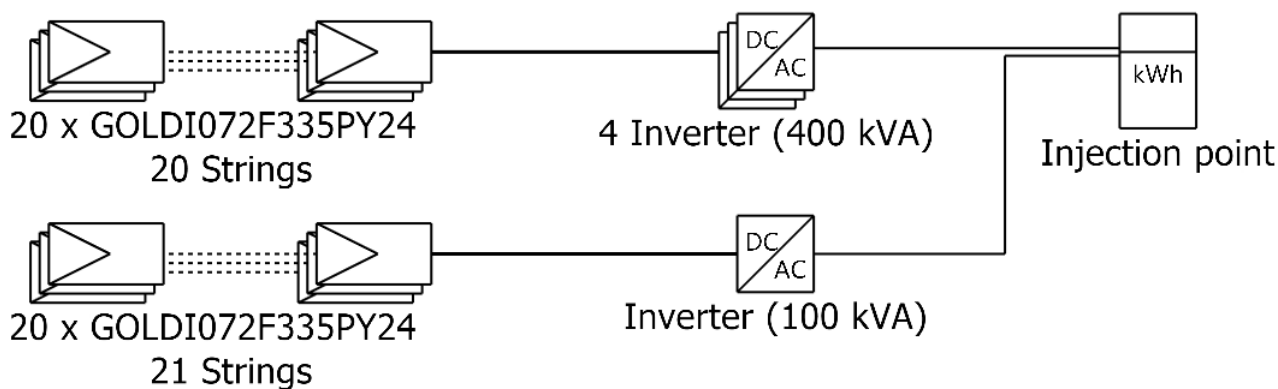 DC
AC
kWh
20 x GOLDI072F335PY24
20 Strings
4 Inverter (400 kVA)
Injection point
DC
AC
20 x GOLDI072F335PY24
21 Strings
Inverter (100 kVA)